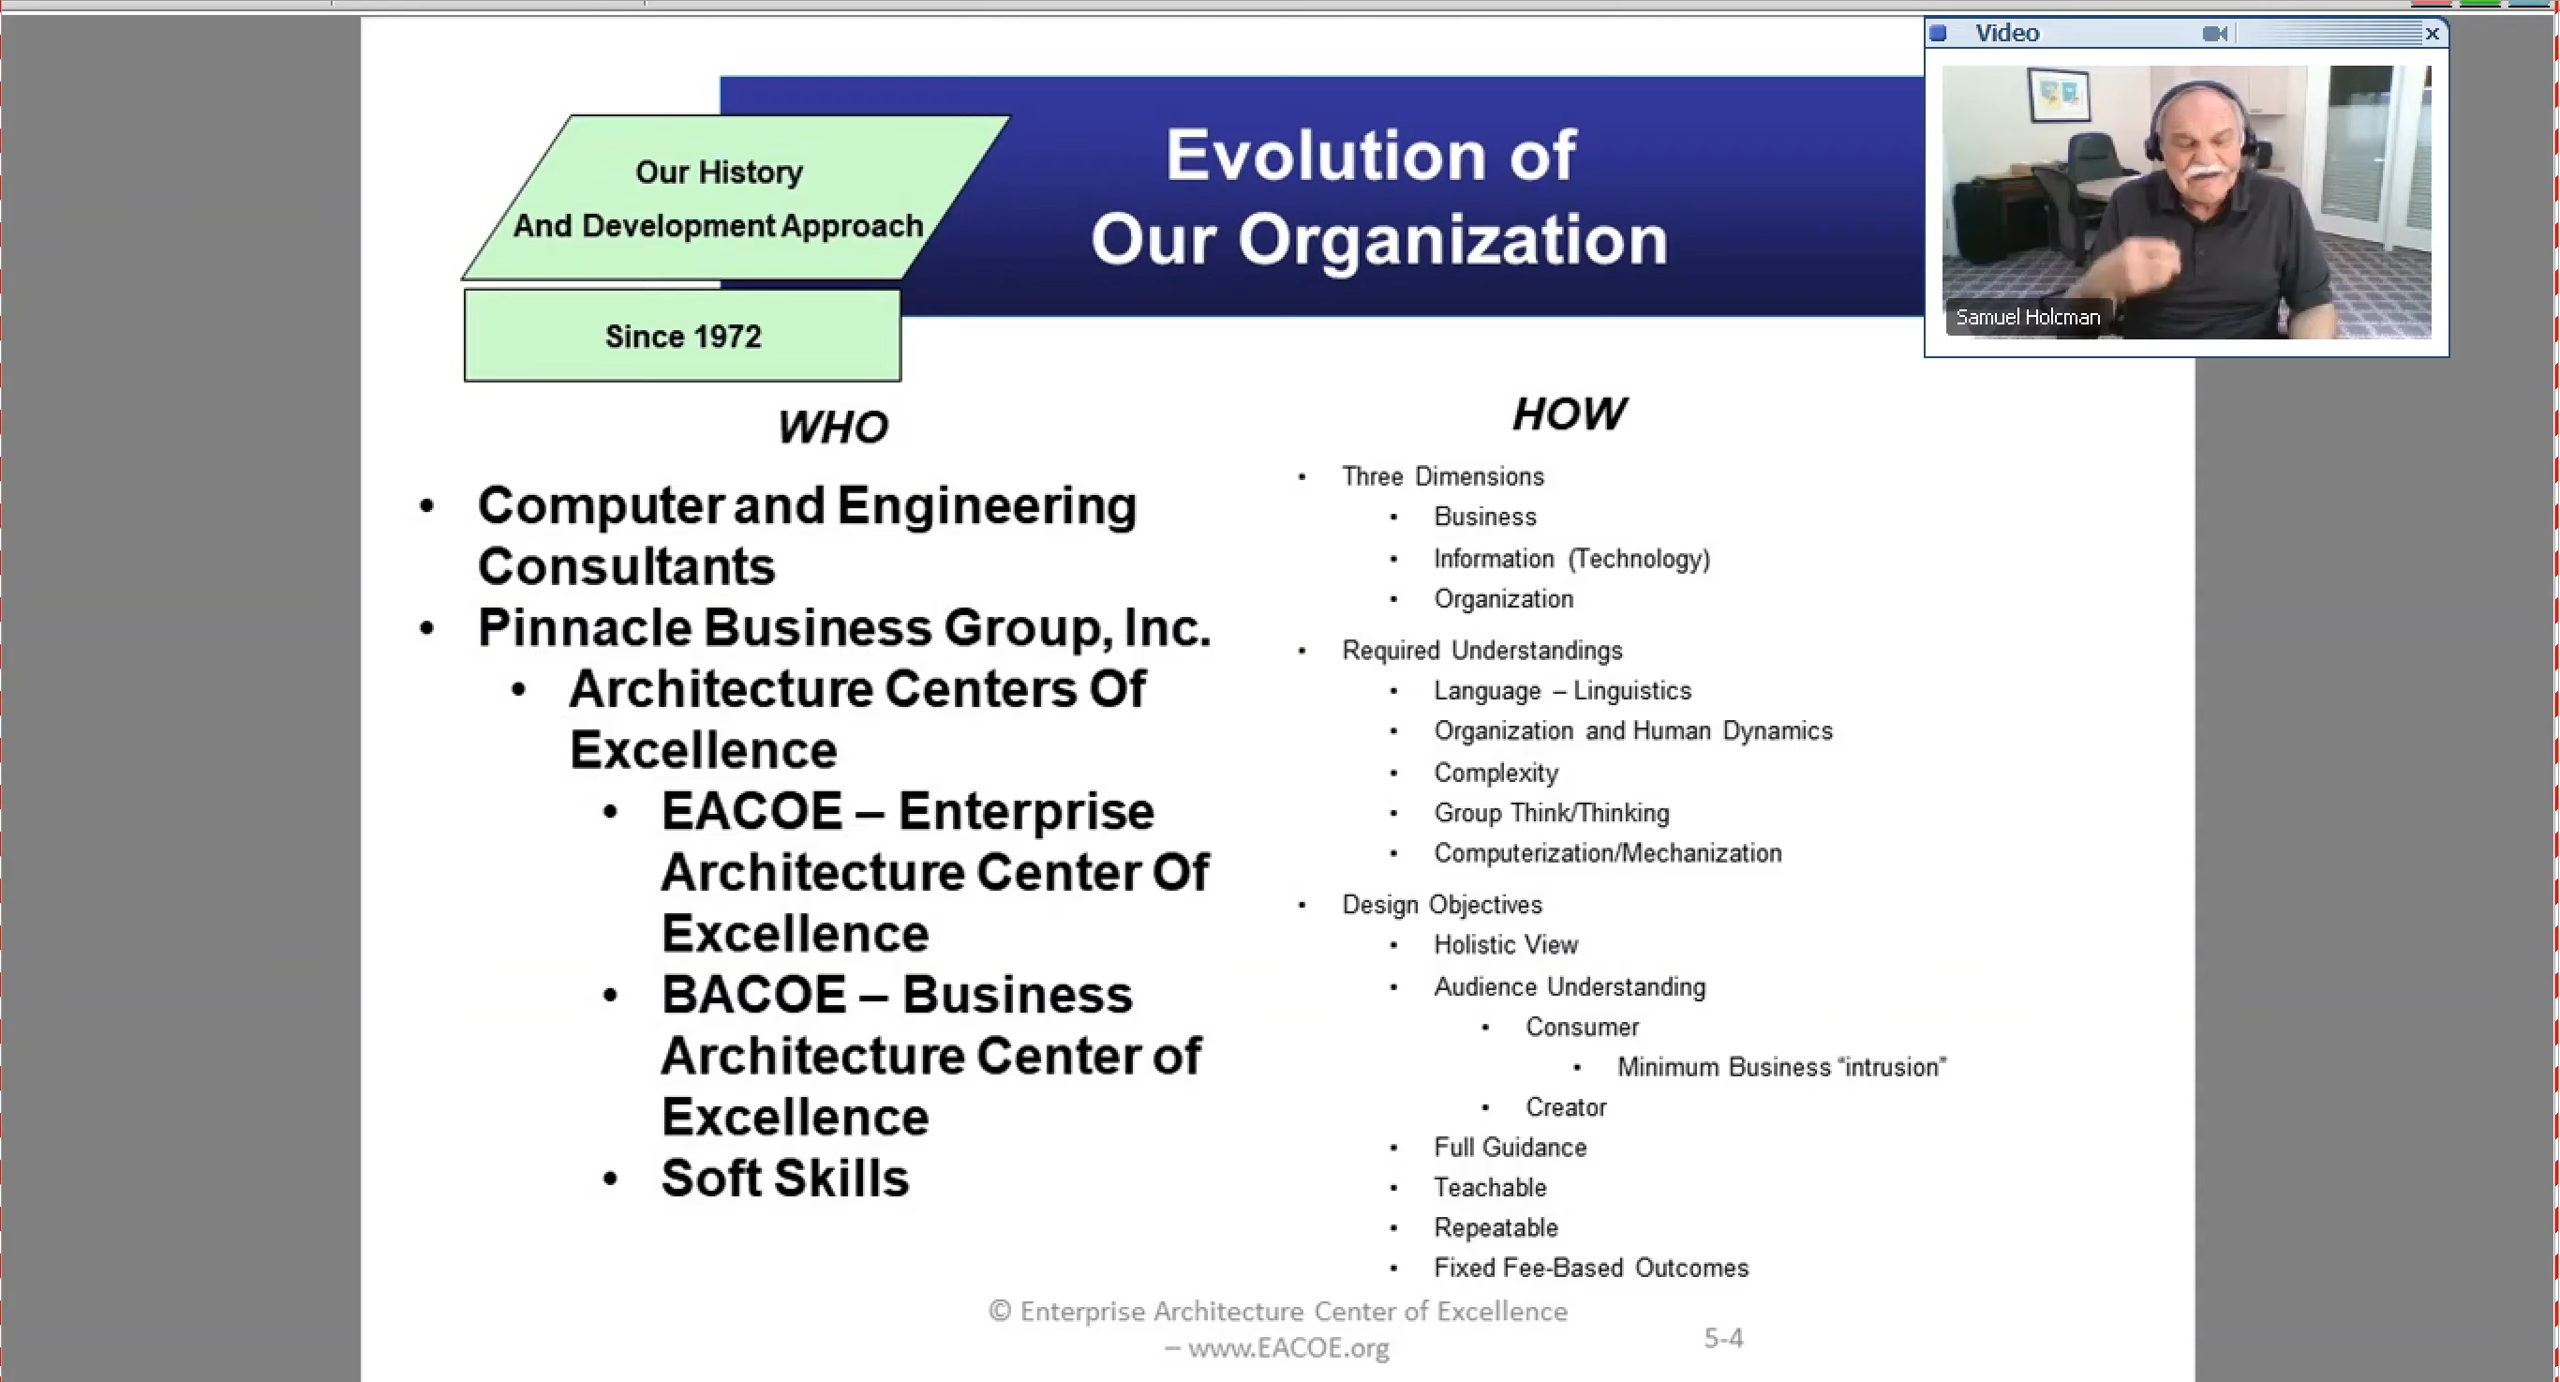 Video
Samuel Holcman
Our History
And Development Approach
Since 1972
Evolution of
Our Organization
WHO
• Computer and Engineering
Consultants
• Pinnacle Business Group, Inc.
• Architecture Centers Of
Excellence
• EACOE – Enterprise
Architecture Center Of
Excellence
• BACOE – Business
Architecture Center of
Excellence
• Soft Skills
HOW
• Three Dimensions
• Business
• Information (Technology)
• Organization
• Required Understandings
• Language – Linguistics
• Organization and Human Dynamics
• Complexity
• Group Think/Thinking
• Computerization/Mechanization
• Design Objectives
• Holistic View
• Audience Understanding
• Consumer
• Minimum Business “intrusion”
• Creator
• Full Guidance
• Teachable
• Repeatable
• Fixed Fee-Based Outcomes
© Enterprise Architecture Center of Excellence
– www.EACOE.org
5-4